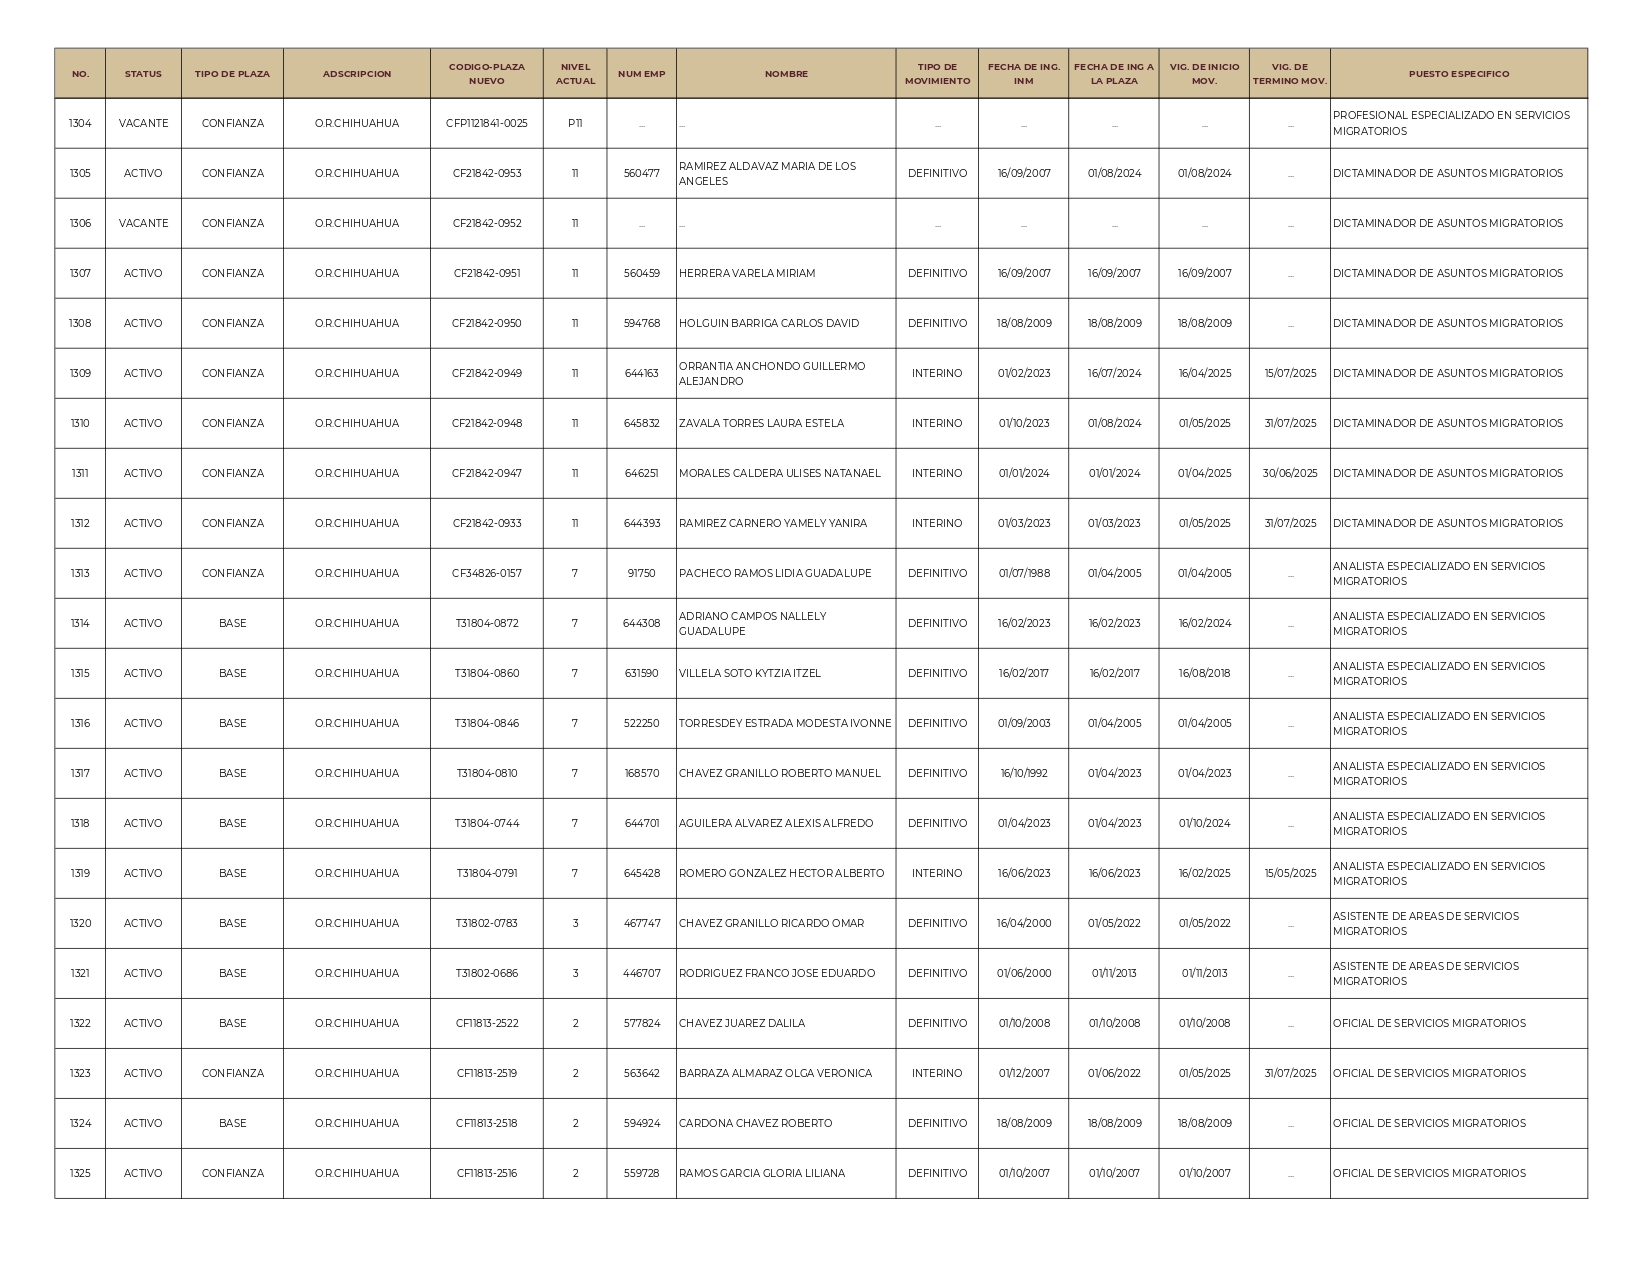 NO. STATUS TIPO DE PLAZA ADSCRIPCION CODIGO-PLAZA NUEVO NIVEL ACTUAL NUM EMP NOMBRE TIPO DE MOVIMIENTO FECHA DE ING. INM FECHA DE ING A LA PLAZA VIG. DE INICIO MOV. VIG. DE TERMINO MOV. PUESTO ESPECIFICO
1304 VACANTE CONFIANZA O.R.CHIHUAHUA CFP1121841-0025 P11 ... ... ... ... ... ... ... PROFESIONAL ESPECIALIZADO EN SERVICIOS MIGRATORIOS
1305 ACTIVO CONFIANZA O.R.CHIHUAHUA CF21842-0953 11 560477 RAMIREZ ALDAVAZ MARIA DE LOS ANGELES DEFINITIVO 16/09/2007 01/08/2024 01/08/2024 ... DICTAMINADOR DE ASUNTOS MIGRATORIOS
1306 VACANTE CONFIANZA O.R.CHIHUAHUA CF21842-0952 11 ... ... ... ... ... ... ... DICTAMINADOR DE ASUNTOS MIGRATORIOS
1307 ACTIVO CONFIANZA O.R.CHIHUAHUA CF21842-0951 11 560459 HERRERA VARELA MIRIAM DEFINITIVO 16/09/2007 16/09/2007 16/09/2007 ... DICTAMINADOR DE ASUNTOS MIGRATORIOS
1308 ACTIVO CONFIANZA O.R.CHIHUAHUA CF21842-0950 11 594768 HOLGUIN BARRIGA CARLOS DAVID DEFINITIVO 18/08/2009 18/08/2009 18/08/2009 ... DICTAMINADOR DE ASUNTOS MIGRATORIOS
1309 ACTIVO CONFIANZA O.R.CHIHUAHUA CF21842-0949 11 644163 ORRANTIA ANCHONDO GUILLERMO ALEJANDRO INTERINO 01/02/2023 16/07/2024 16/04/2025 15/07/2025 DICTAMINADOR DE ASUNTOS MIGRATORIOS
1310 ACTIVO CONFIANZA O.R.CHIHUAHUA CF21842-0948 11 645832 ZAVALA TORRES LAURA ESTELA INTERINO 01/10/2023 01/08/2024 01/05/2025 31/07/2025 DICTAMINADOR DE ASUNTOS MIGRATORIOS
1311 ACTIVO CONFIANZA O.R.CHIHUAHUA CF21842-0947 11 646251 MORALES CALDERA ULISES NATANAEL INTERINO 01/01/2024 01/01/2024 01/04/2025 30/06/2025 DICTAMINADOR DE ASUNTOS MIGRATORIOS
1312 ACTIVO CONFIANZA O.R.CHIHUAHUA CF21842-0933 11 644393 RAMIREZ CARNERO YAMELY YANIRA INTERINO 01/03/2023 01/03/2023 01/05/2025 31/07/2025 DICTAMINADOR DE ASUNTOS MIGRATORIOS
1313 ACTIVO CONFIANZA O.R.CHIHUAHUA CF34826-0157 7 91750 PACHECO RAMOS LIDIA GUADALUPE DEFINITIVO 01/07/1988 01/04/2005 01/04/2005 ... ANALISTA ESPECIALIZADO EN SERVICIOS MIGRATORIOS
1314 ACTIVO BASE O.R.CHIHUAHUA T31804-0872 7 644308 ADRIANO CAMPOS NALLELY GUADALUPE DEFINITIVO 16/02/2023 16/02/2023 16/02/2024 ... ANALISTA ESPECIALIZADO EN SERVICIOS MIGRATORIOS
1315 ACTIVO BASE O.R.CHIHUAHUA T31804-0860 7 631590 VILLELA SOTO KYTZIA ITZEL DEFINITIVO 16/02/2017 16/02/2017 16/08/2018 ... ANALISTA ESPECIALIZADO EN SERVICIOS MIGRATORIOS
1316 ACTIVO BASE O.R.CHIHUAHUA T31804-0846 7 522250 TORRESDEY ESTRADA MODESTA IVONNE DEFINITIVO 01/09/2003 01/04/2005 01/04/2005 ... ANALISTA ESPECIALIZADO EN SERVICIOS MIGRATORIOS
1317 ACTIVO BASE O.R.CHIHUAHUA T31804-0810 7 168570 CHAVEZ GRANILLO ROBERTO MANUEL DEFINITIVO 16/10/1992 01/04/2023 01/04/2023 ... ANALISTA ESPECIALIZADO EN SERVICIOS MIGRATORIOS
1318 ACTIVO BASE O.R.CHIHUAHUA T31804-0744 7 644701 AGUILERA ALVAREZ ALEXIS ALFREDO DEFINITIVO 01/04/2023 01/04/2023 01/10/2024 ... ANALISTA ESPECIALIZADO EN SERVICIOS MIGRATORIOS
1319 ACTIVO BASE O.R.CHIHUAHUA T31804-0791 7 645428 ROMERO GONZALEZ HECTOR ALBERTO INTERINO 16/06/2023 16/06/2023 16/02/2025 15/05/2025 ANALISTA ESPECIALIZADO EN SERVICIOS MIGRATORIOS
1320 ACTIVO BASE O.R.CHIHUAHUA T31802-0783 3 467747 CHAVEZ GRANILLO RICARDO OMAR DEFINITIVO 16/04/2000 01/05/2022 01/05/2022 ... ASISTENTE DE AREAS DE SERVICIOS MIGRATORIOS
1321 ACTIVO BASE O.R.CHIHUAHUA T31802-0686 3 446707 RODRIGUEZ FRANCO JOSE EDUARDO DEFINITIVO 01/06/2000 01/11/2013 01/11/2013 ... ASISTENTE DE AREAS DE SERVICIOS MIGRATORIOS
1322 ACTIVO BASE O.R.CHIHUAHUA CF11813-2522 2 577824 CHAVEZ JUAREZ DALILA DEFINITIVO 01/10/2008 01/10/2008 01/10/2008 ... OFICIAL DE SERVICIOS MIGRATORIOS
1323 ACTIVO CONFIANZA O.R.CHIHUAHUA CF11813-2519 2 563642 BARRAZA ALMARAZ OLGA VERONICA INTERINO 01/12/2007 01/06/2022 01/05/2025 31/07/2025 OFICIAL DE SERVICIOS MIGRATORIOS
1324 ACTIVO BASE O.R.CHIHUAHUA CF11813-2518 2 594924 CARDONA CHAVEZ ROBERTO DEFINITIVO 18/08/2009 18/08/2009 18/08/2009 ... OFICIAL DE SERVICIOS MIGRATORIOS
1325 ACTIVO CONFIANZA O.R.CHIHUAHUA CF11813-2516 2 559728 RAMOS GARCIA GLORIA LILIANA DEFINITIVO 01/10/2007 01/10/2007 01/10/2007 ... OFICIAL DE SERVICIOS MIGRATORIOS